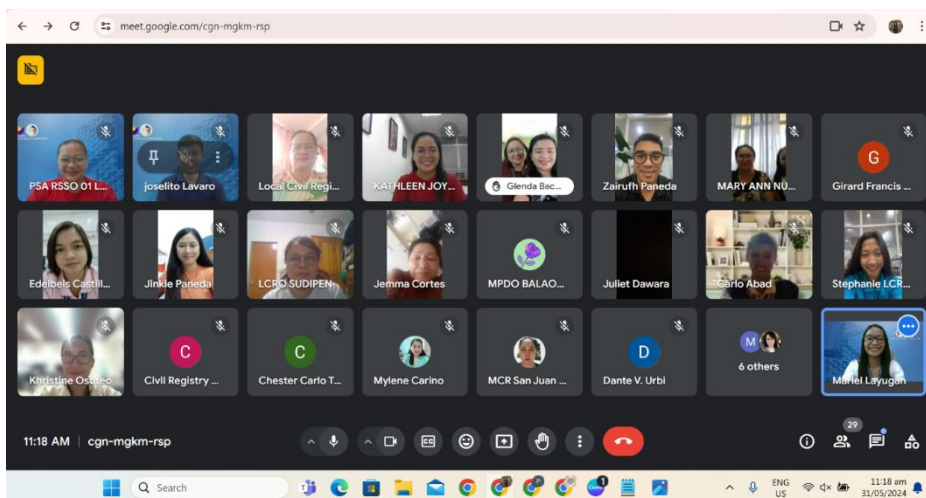 meet.google.com/cgn-mgkm-rsp
PSA RSSO 01 L...
joselito Lavaro
Local Civil Regi...
KATHLEEN JOY...
Glenda Bac...
Zairufh Paneda
MARY ANN NU...
G
Girard Francis ...
Edelbeis Castill...
Jinkie Paneda
LCRO SUDIPEN
Jemma Cortes
MPDO BALAO...
Juliet Dawara
Carlo Abad
Stephanie LCR...
Khristine Osoteo
C
Civil Registry ...
C
Chester Carlo T...
Mylene Carino
MCR San Juan ...
D
Dante V. Urbi
M
6 others
Mariel Layugan
11:18 AM | cgn-mgkm-rsp
CC
29
Search
ENG
US
11:18 am
31/05/2024